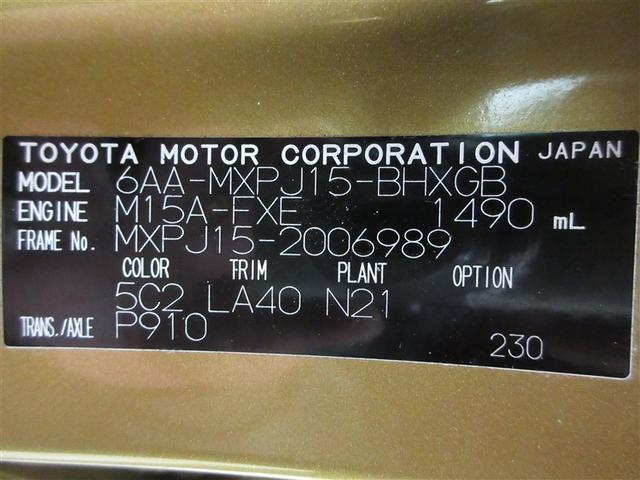 TOYOTA MOTOR CORPORATION JAPAN
MODEL 6AA-MXPJ15-BHXGB
ENGINE M15A-FXE 1490 mL
FRAME No. MXPJ15-2006989
COLOR TRIM PLANT OPTION
5C2 LA40 N21
TRANS./AXLE P910
230